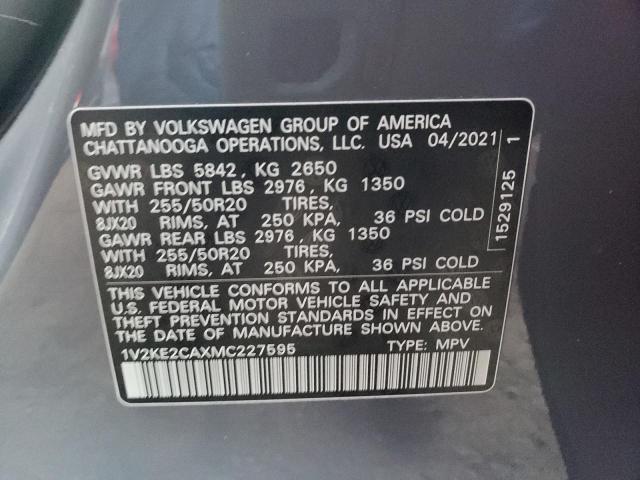 MFD BY VOLKSWAGEN GROUP OF AMERICA
CHATTANOOGA OPERATIONS, LLC. USA 04/2021
GVWR LBS 5842, KG 2650
GAWR FRONT LBS 2976, KG 1350
WITH 255/50R20 TIRES,
8JX20 RIMS, AT 250 KPA, 36 PSI COLD
GAWR REAR LBS 2976, KG 1350
WITH 255/50R20 TIRES,
8JX20 RIMS, AT 250 KPA, 36 PSI COLD
THIS VEHICLE CONFORMS TO ALL APPLICABLE
U.S. FEDERAL MOTOR VEHICLE SAFETY AND
THEFT PREVENTION STANDARDS IN EFFECT ON
THE DATE OF MANUFACTURE SHOWN ABOVE.
1V2KE2CAXMC227595 TYPE: MPV
1529125 1